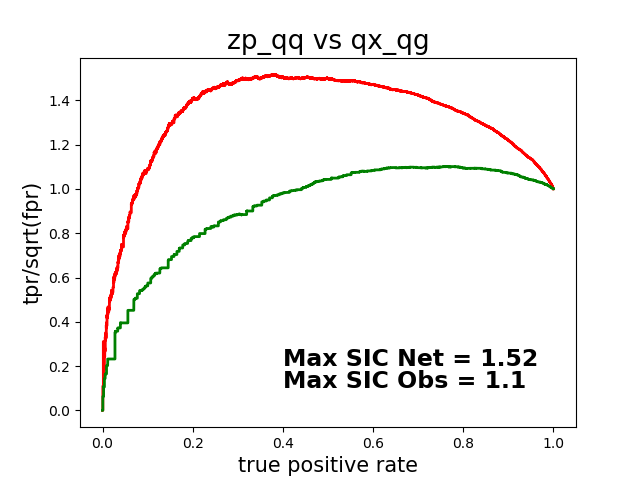 zp_qq vs qx_qg
tpr/sqrt(fpr)
1.4
1.2
1.0
0.8
0.6
0.4
0.2
0.0
Max SIC Net = 1.52
Max SIC Obs = 1.1
0.0 0.2 0.4 0.6 0.8 1.0
true positive rate